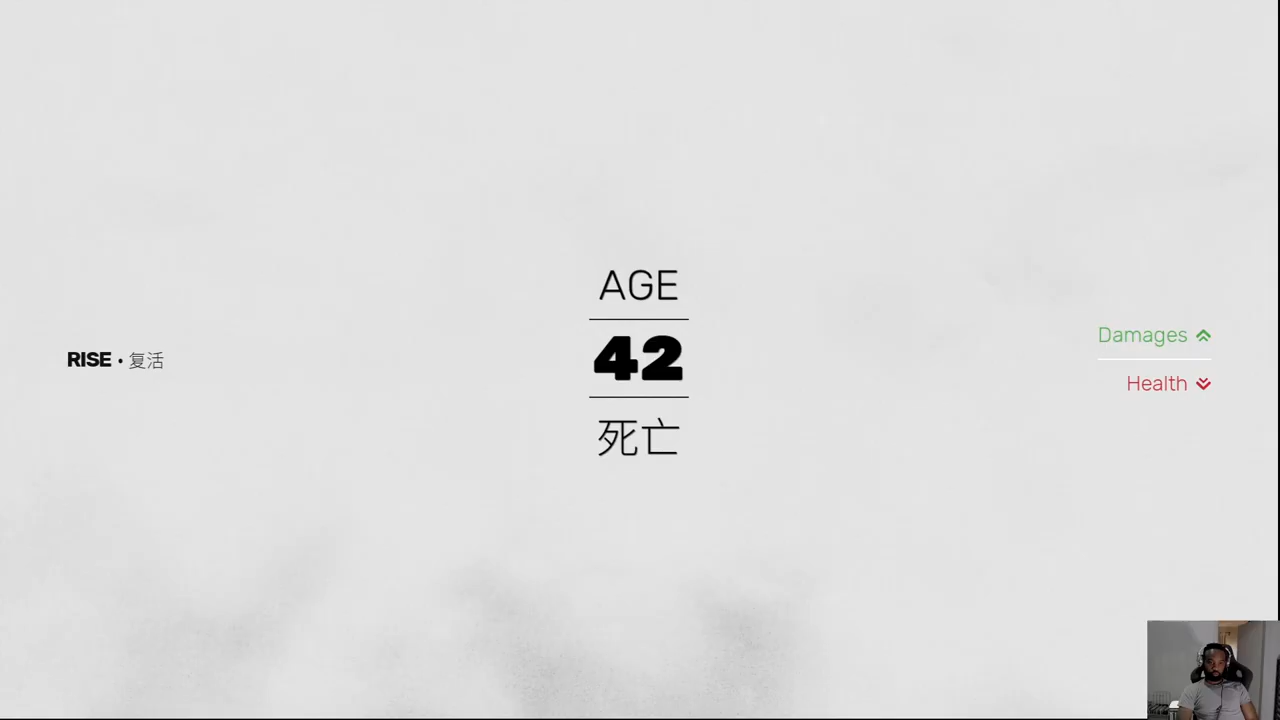 AGE
42
死亡
RISE • 复活
Damages
Health